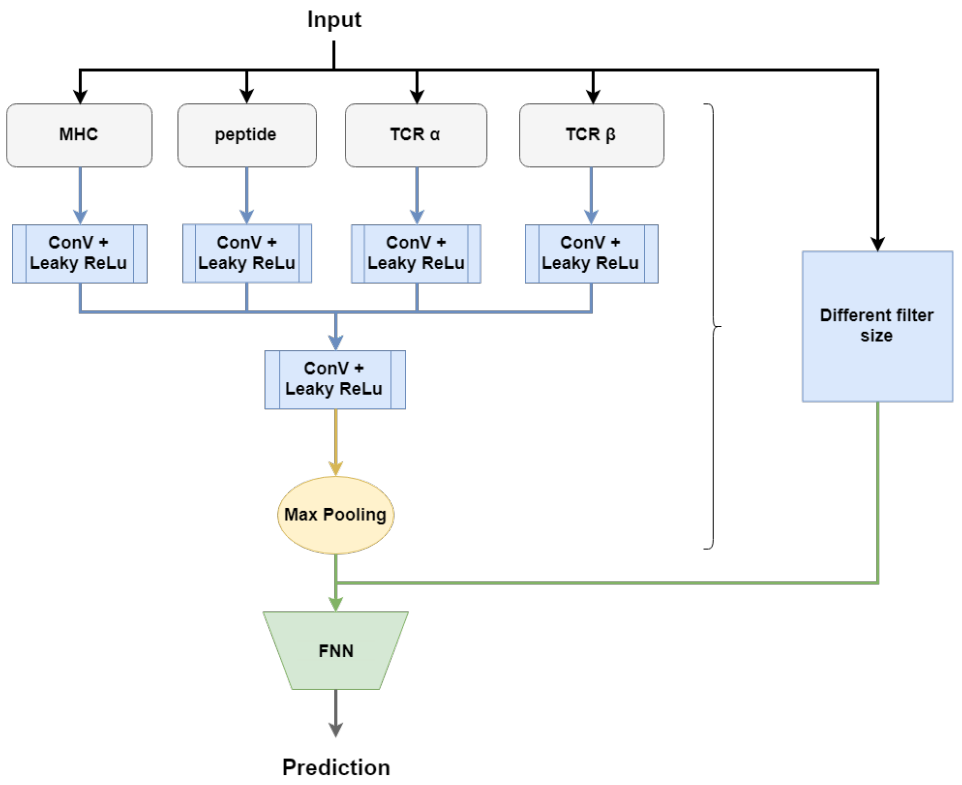 Input
MHC
peptide
TCR α
TCR β
ConV +
Leaky ReLu
ConV +
Leaky ReLu
ConV +
Leaky ReLu
ConV +
Leaky ReLu
Different filter
size
ConV +
Leaky ReLu
Max Pooling
FNN
Prediction